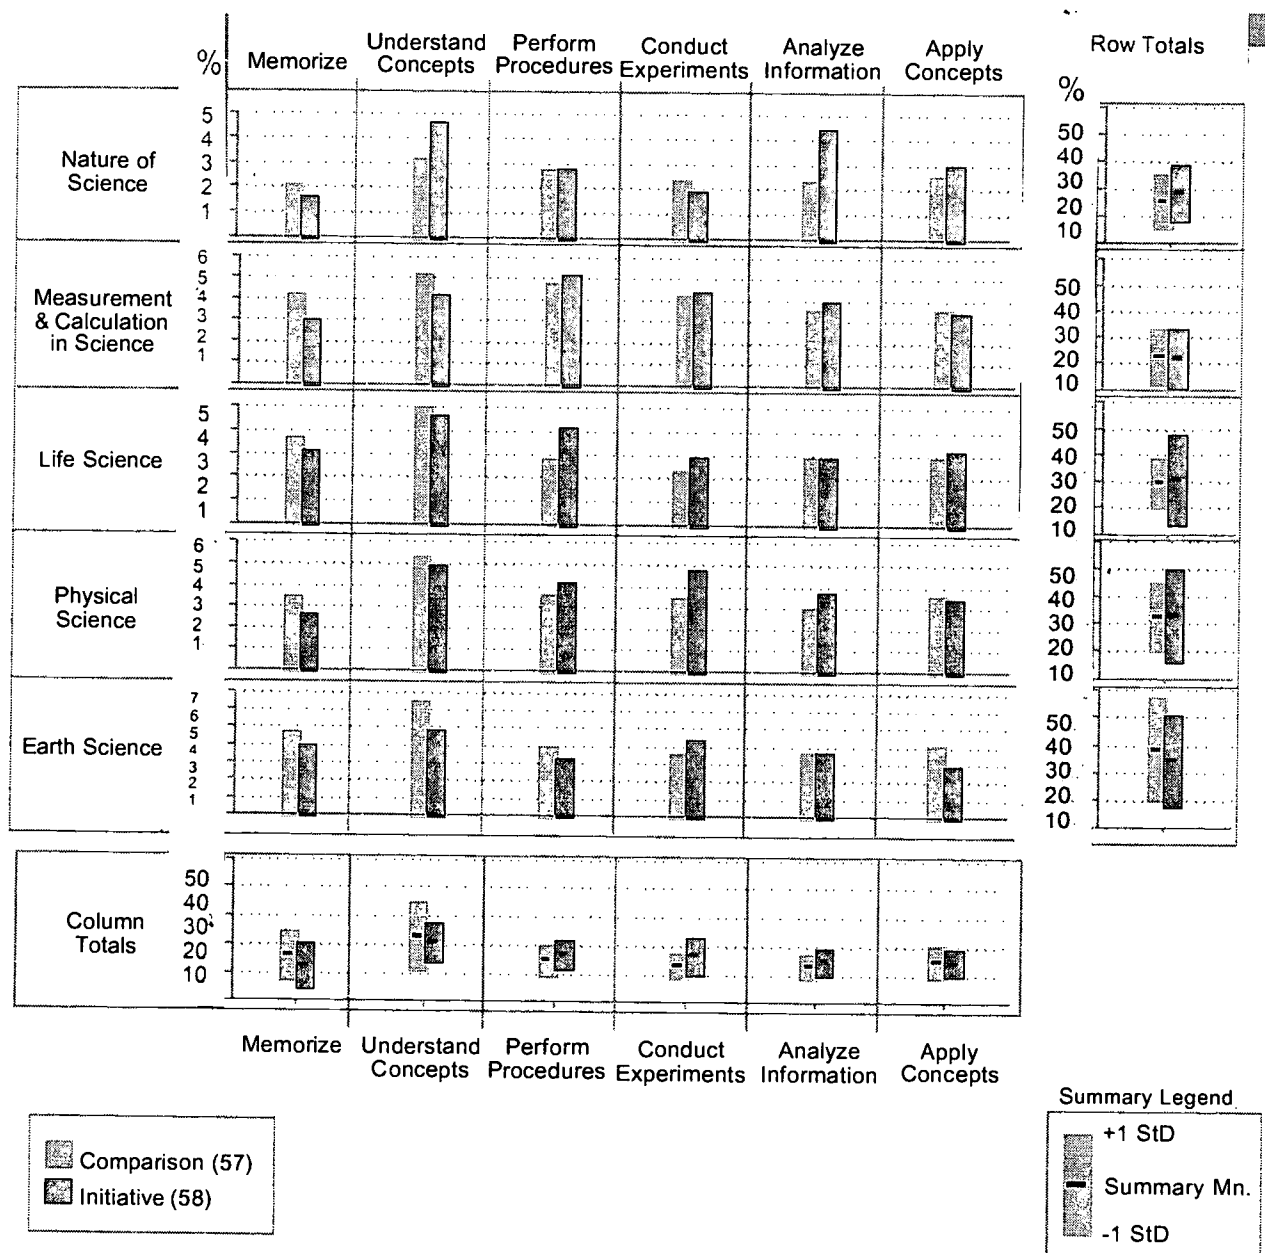 Memorize
Understand
Concepts
Perform
Procedures
Conduct
Experiments
Analyze
Information
Apply
Concepts
Row Totals
%
%
Nature of
Science
5
4
3
2
1
50
40
30
20
10
Measurement
& Calculation
in Science
6
5
4
3
2
1
50
40
30
20
10
Life Science
5
4
3
2
1
50
40
30
20
10
Physical
Science
6
5
4
3
2
1
50
40
30
20
10
Earth Science
7
6
5
4
3
2
1
50
40
30
20
10
Column
Totals
50
40
30
20
10
Memorize
Understand
Concepts
Perform
Procedures
Conduct
Experiments
Analyze
Information
Apply
Concepts
Comparison (57)
Initiative (58)
Summary Legend
+1 StD
Summary Mn.
-1 StD